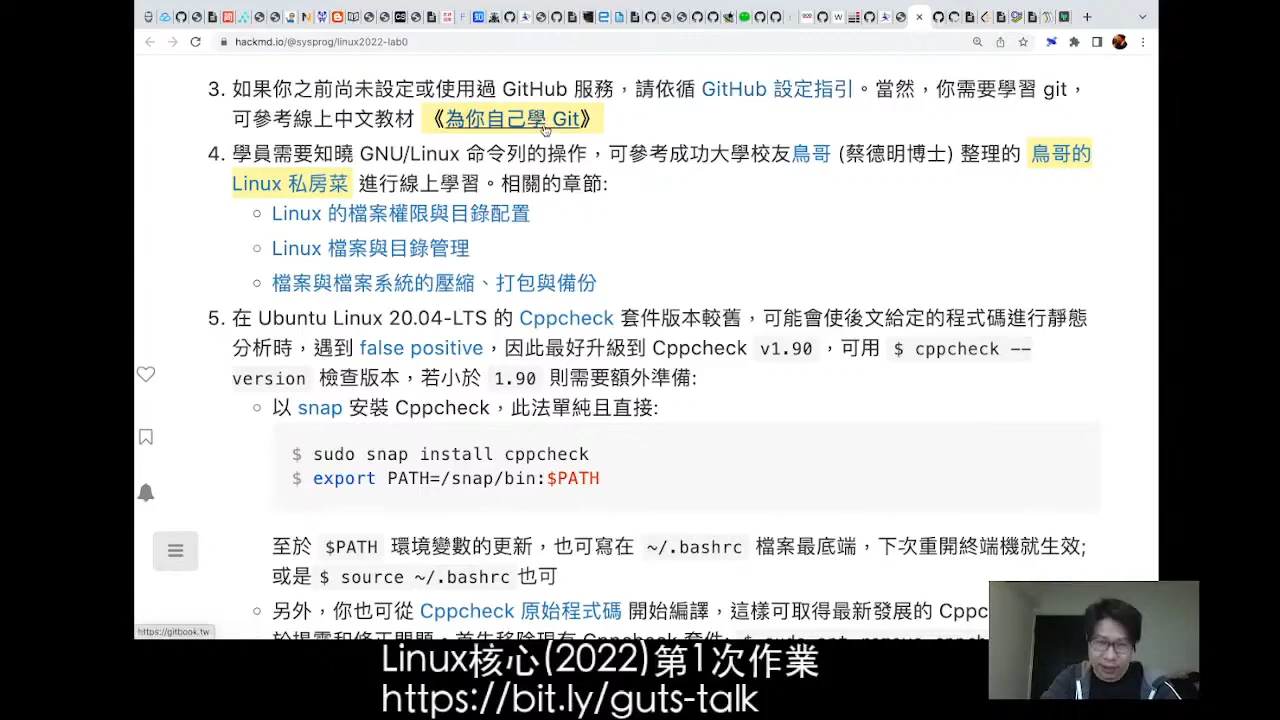 hackmd.io/@sysprog/linux2022-lab0
3. 如果你之前尚未設定或使用過 GitHub 服務，請依循 GitHub 設定指引。當然，你需要學習 git，
可參考線上中文教材 《為你自己學 Git》
4. 學員需要知曉 GNU/Linux 命令列的操作，可參考成功大學校友鳥哥 (蔡德明博士) 整理的 鳥哥的
Linux 私房菜 進行線上學習。相關的章節:
Linux 的檔案權限與目錄配置
Linux 檔案與目錄管理
檔案與檔案系統的壓縮、打包與備份
5. 在 Ubuntu Linux 20.04-LTS 的 Cppcheck 套件版本較舊，可能會使後文給定的程式碼進行靜態
分析時，遇到 false positive，因此最好升級到 Cppcheck v1.90 ，可用 $ cppcheck --
version 檢查版本，若小於 1.90 則需要額外準備:
以 snap 安裝 Cppcheck，此法單純且直接:
$ sudo snap install cppcheck
$ export PATH=/snap/bin:$PATH
至於 $PATH 環境變數的更新，也可寫在 ~/.bashrc 檔案最底端，下次重開終端機就生效;
或是 $ source ~/.bashrc 也可
另外，你也可從 Cppcheck 原始程式碼 開始編譯，這樣可取得最新發展的 Cppc
https://gitbook.tw
Linux核心(2022)第1次作業
https://bit.ly/guts-talk